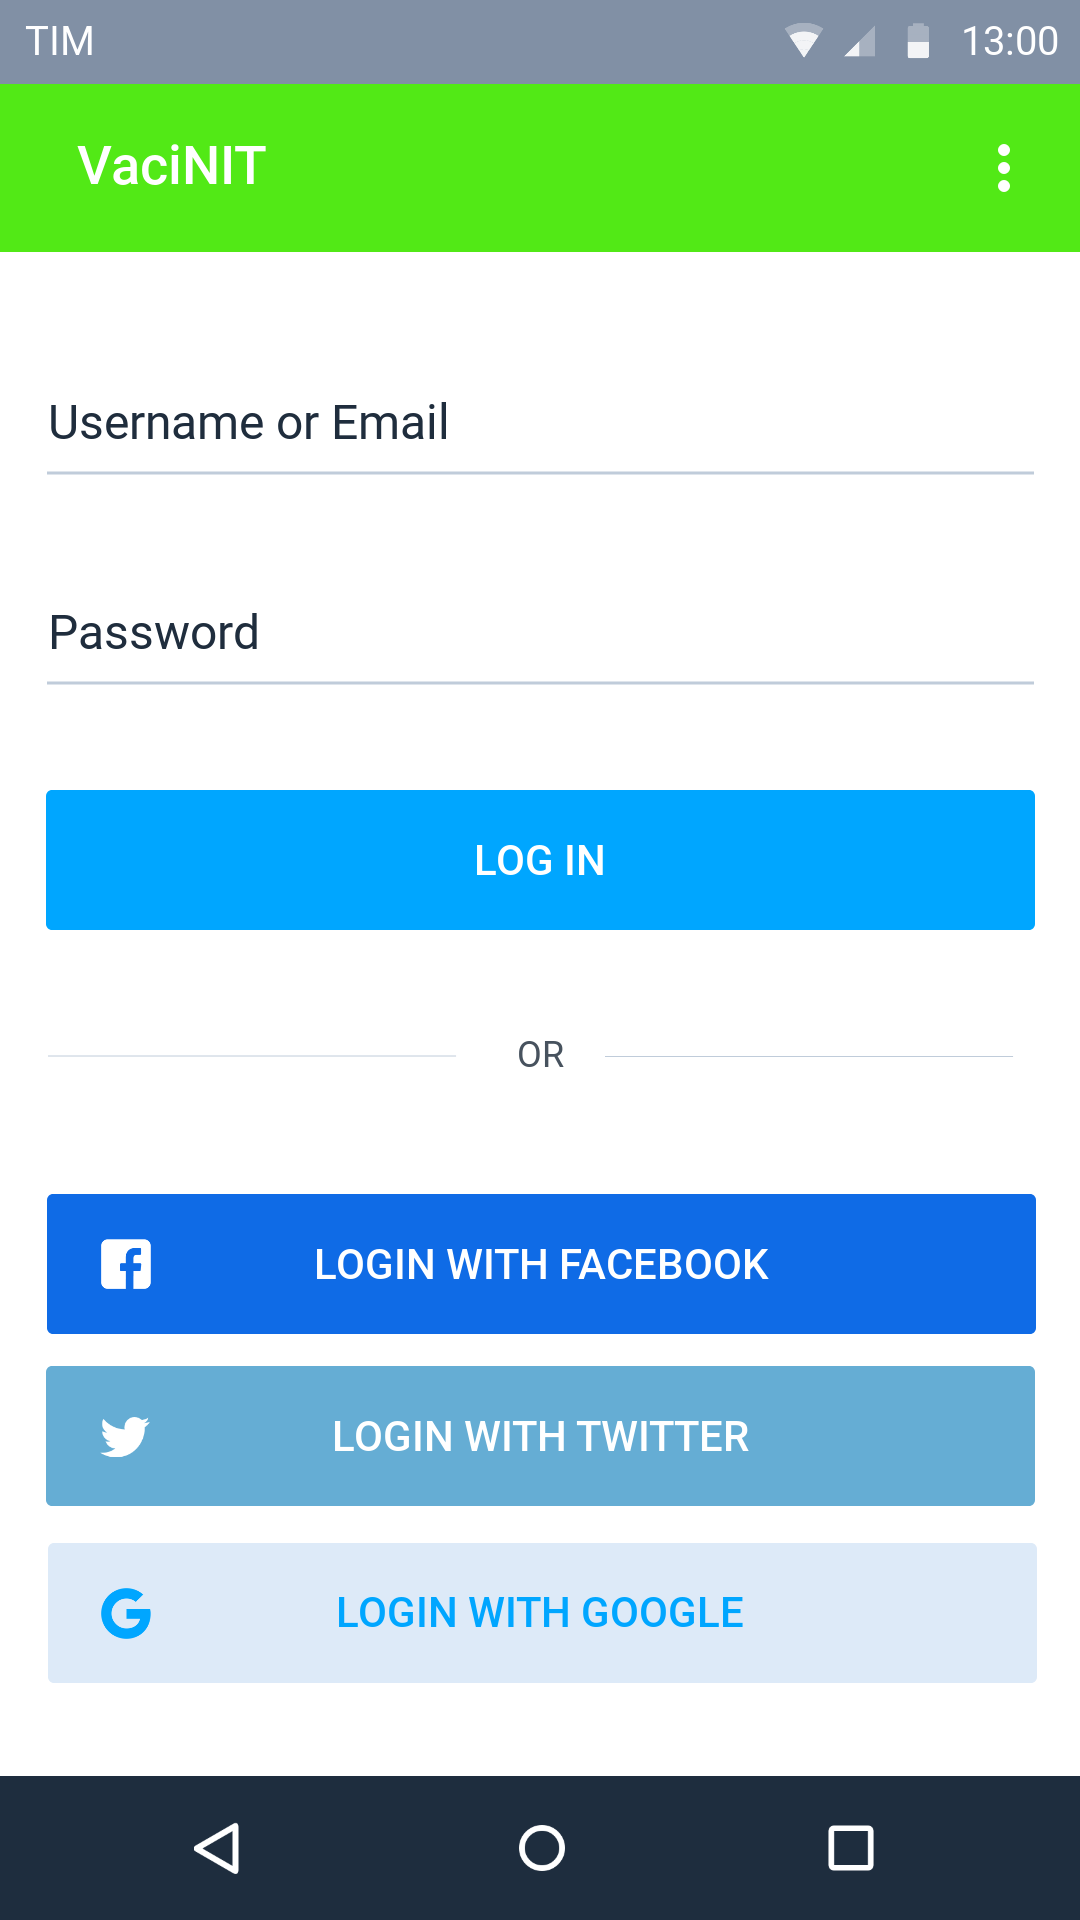 TIM 13:00
VaciNIT
Username or Email
Password
LOG IN
OR
LOGIN WITH FACEBOOK
LOGIN WITH TWITTER
LOGIN WITH GOOGLE